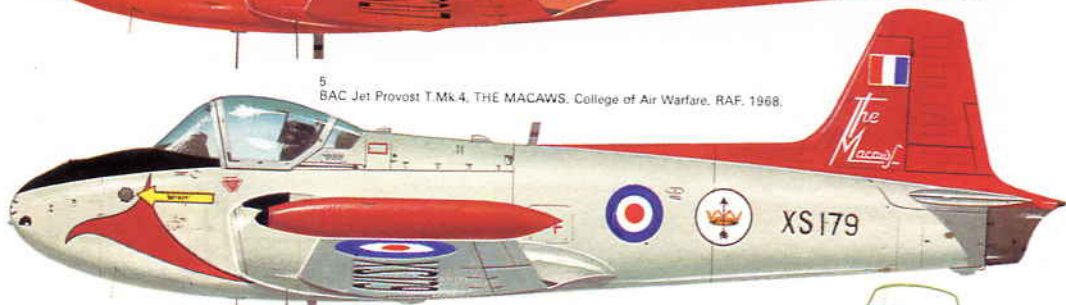 5
BAC Jet Provost T.Mk.4. THE MACAWS. College of Air Warfare. RAF. 1968.
The
Macaws
F
XS179